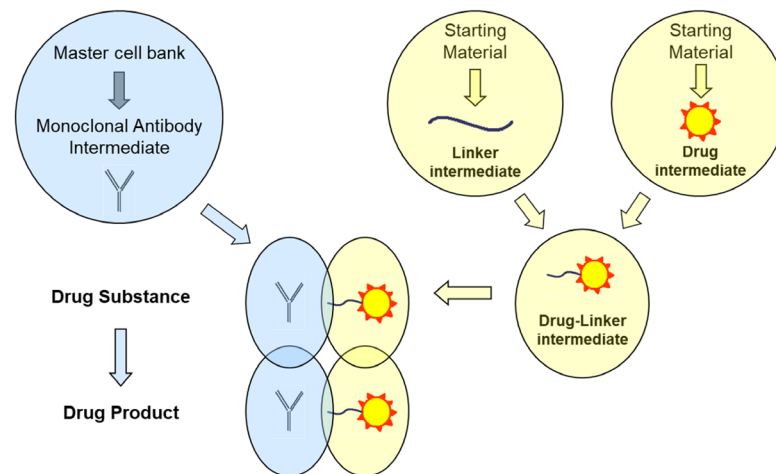 Master cell bank
Monoclonal Antibody
Intermediate
Starting
Material
Linker
intermediate
Starting
Material
Drug
intermediate
Drug-Linker
intermediate
Drug Substance
Drug Product